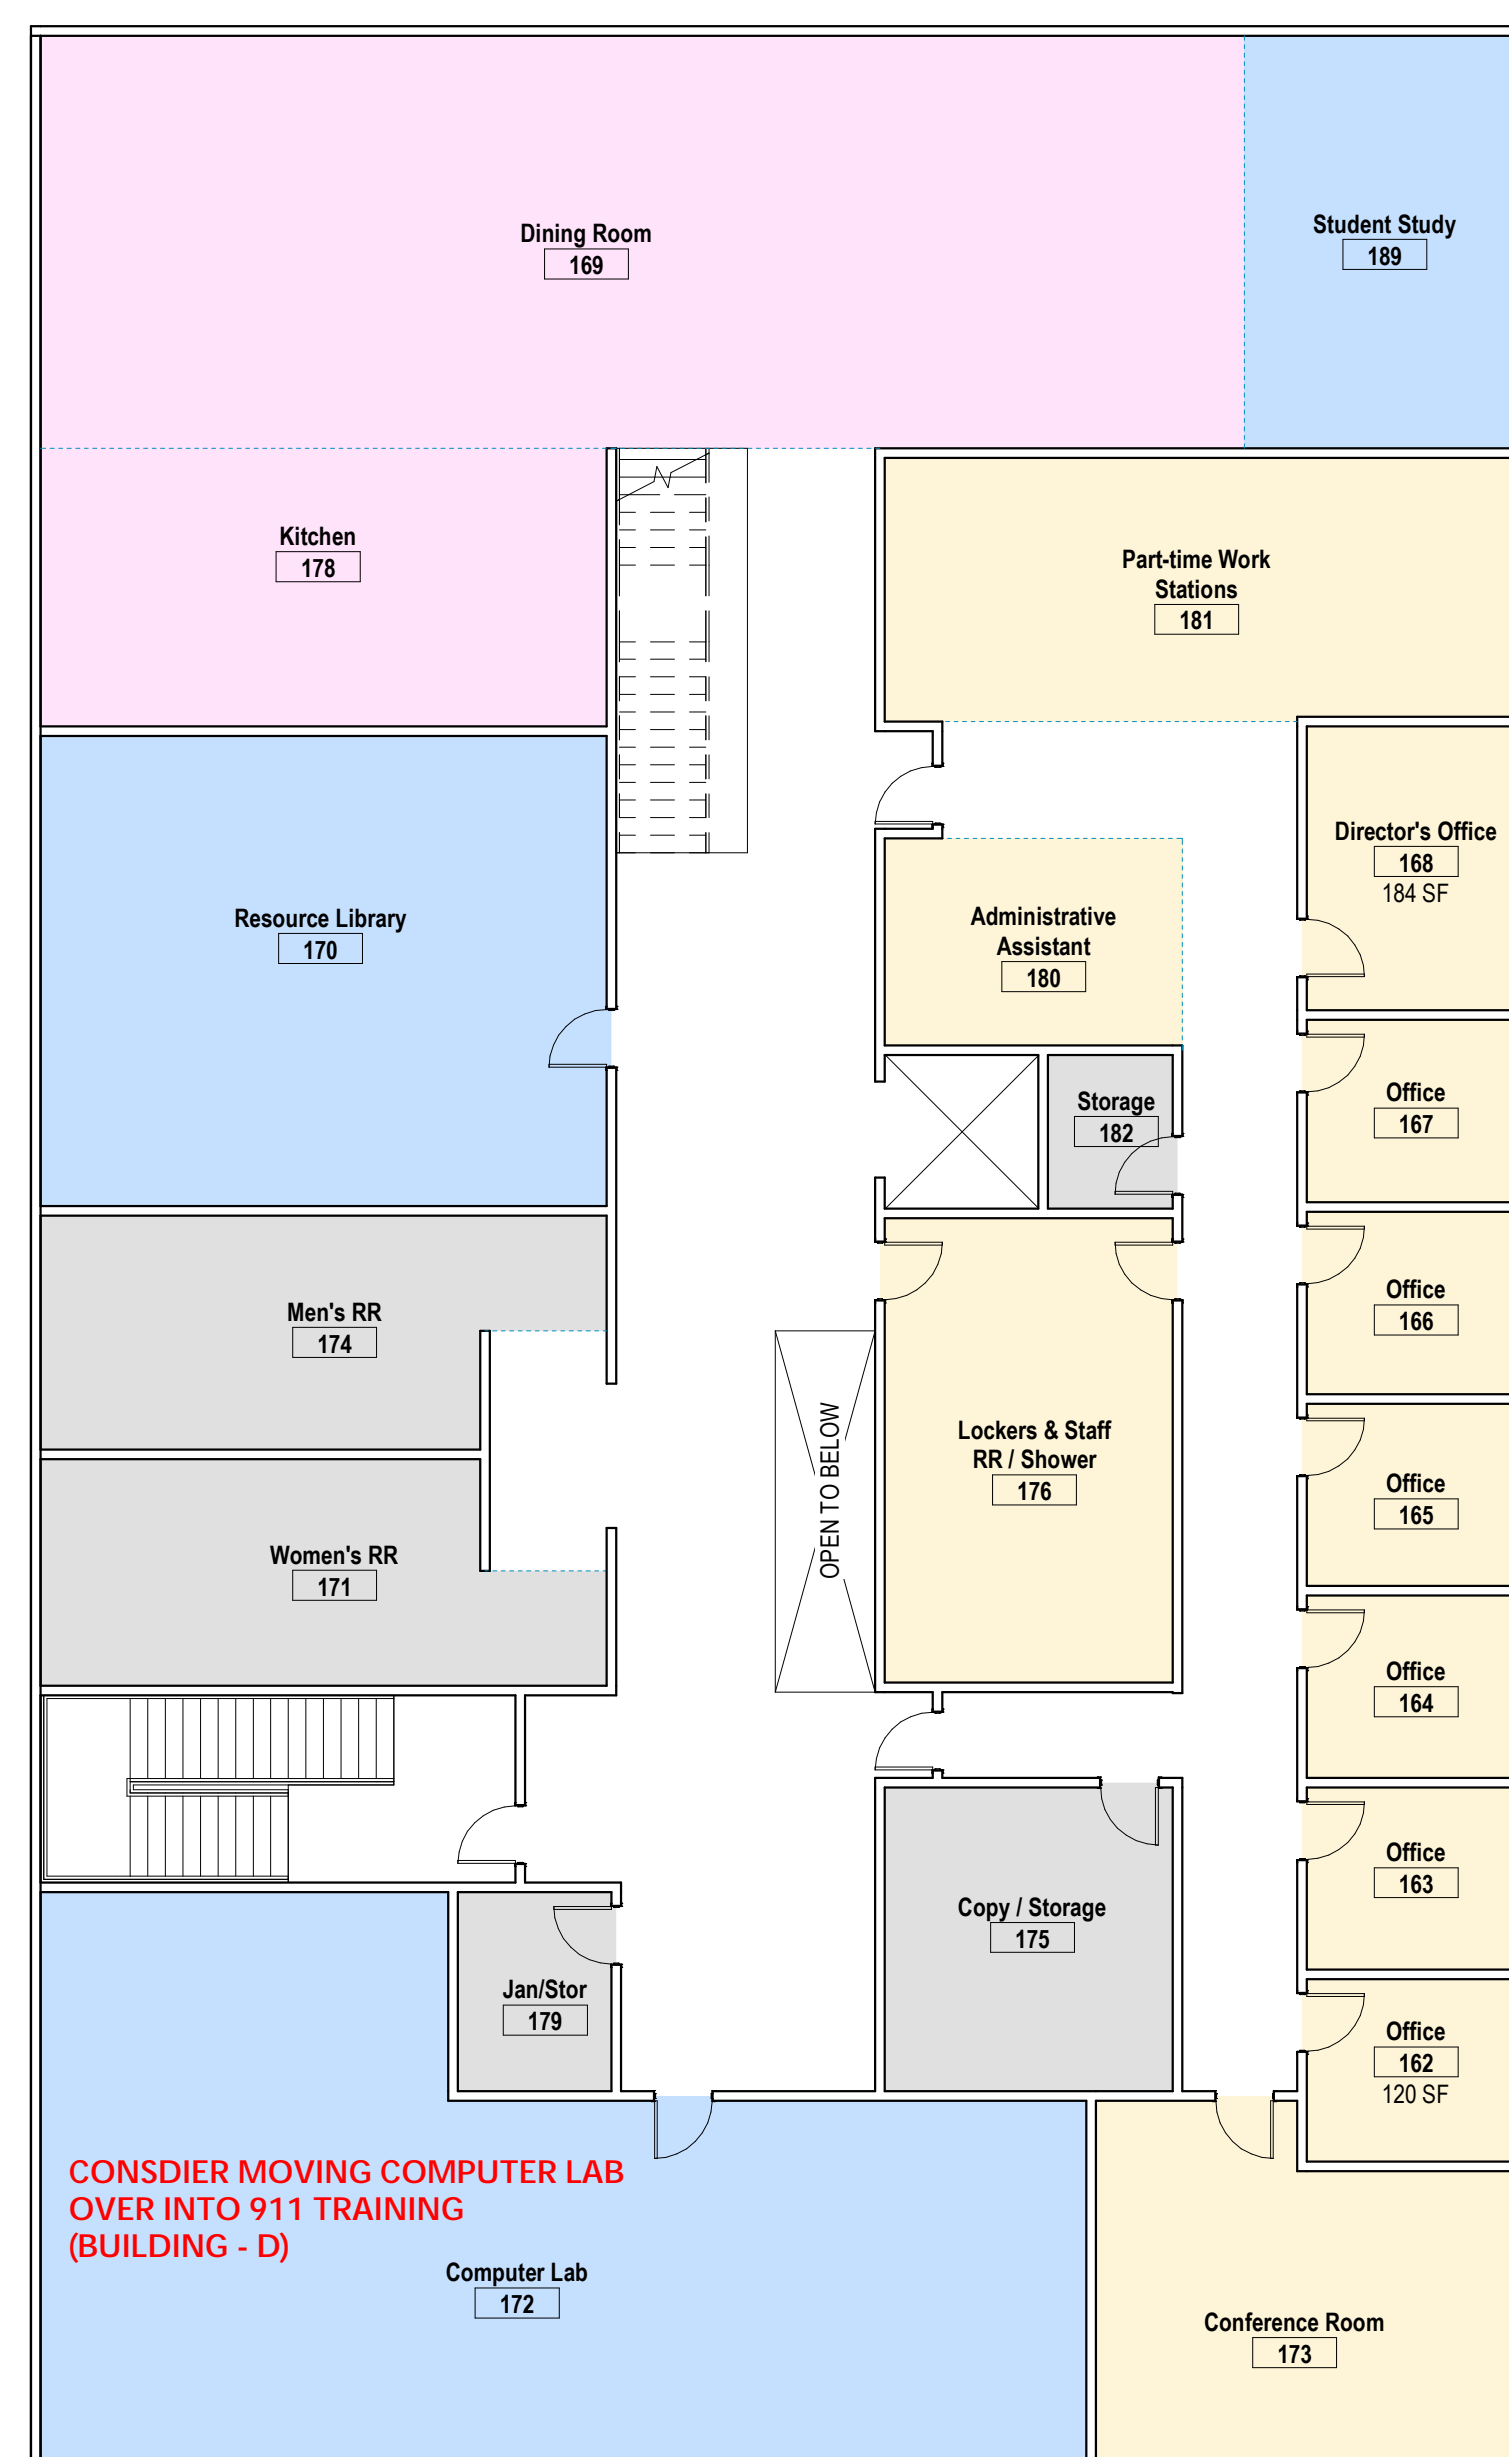 Dining Room
169
Student Study
189
Kitchen
178
Part-time Work
Stations
181
Director's Office
168
184 SF
Resource Library
170
Administrative
Assistant
180
Storage
182
Office
167
Men's RR
174
Office
166
OPEN TO BELOW
Lockers & Staff
RR / Shower
176
Office
165
Women's RR
171
Office
164
Office
163
Copy / Storage
175
Jan/Stor
179
Office
162
120 SF
CONSDIER MOVING COMPUTER LAB
OVER INTO 911 TRAINING
(BUILDING - D)
Computer Lab
172
Conference Room
173